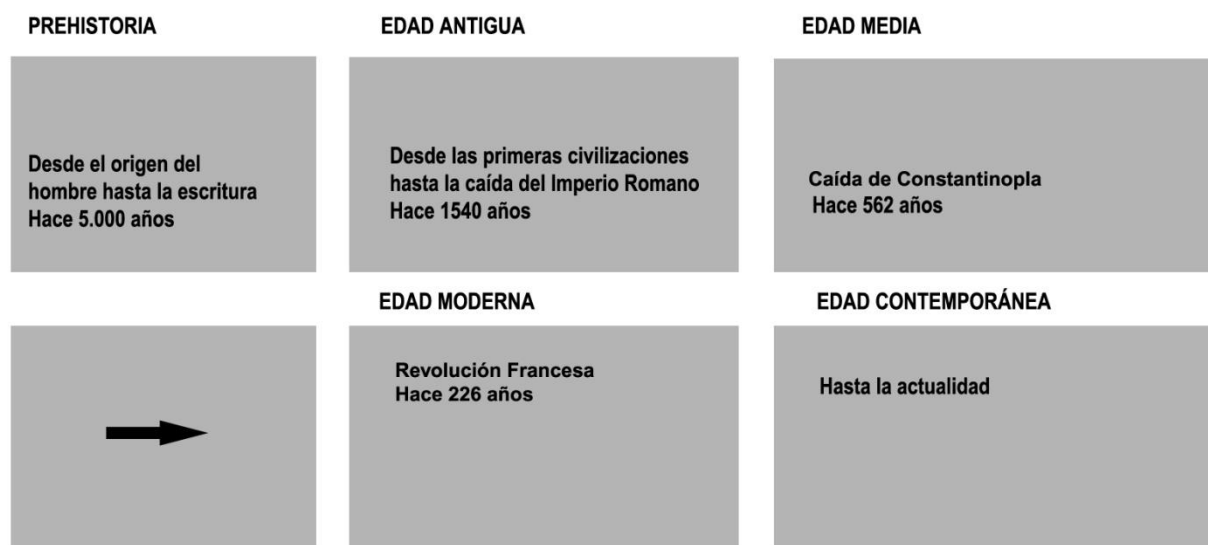 PREHISTORIA
Desde el origen del
hombre hasta la escritura
Hace 5.000 años
EDAD ANTIGUA
Desde las primeras civilizaciones
hasta la caída del Imperio Romano
Hace 1540 años
EDAD MEDIA
Caída de Constantinopla
Hace 562 años
EDAD MODERNA
Revolución Francesa
Hace 226 años
EDAD CONTEMPORÁNEA
Hasta la actualidad